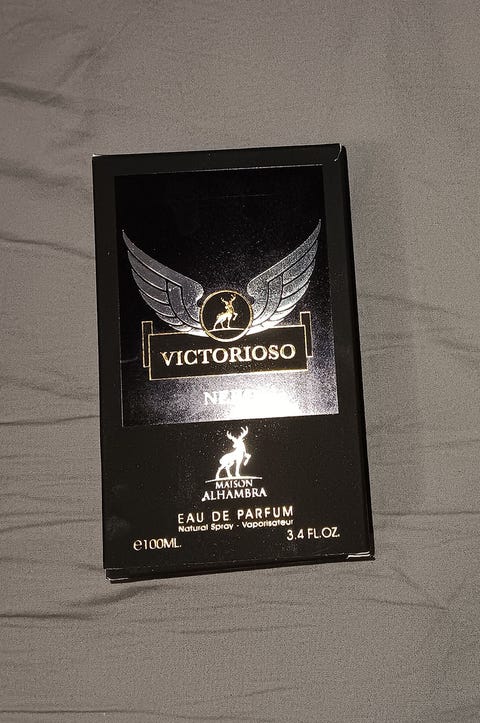 VICTORIOSO
MAISON
ALHAMBRA
EAU DE PARFUM
Natural Spray - Vaporisateur
℮100ML.
3.4 FL.OZ.